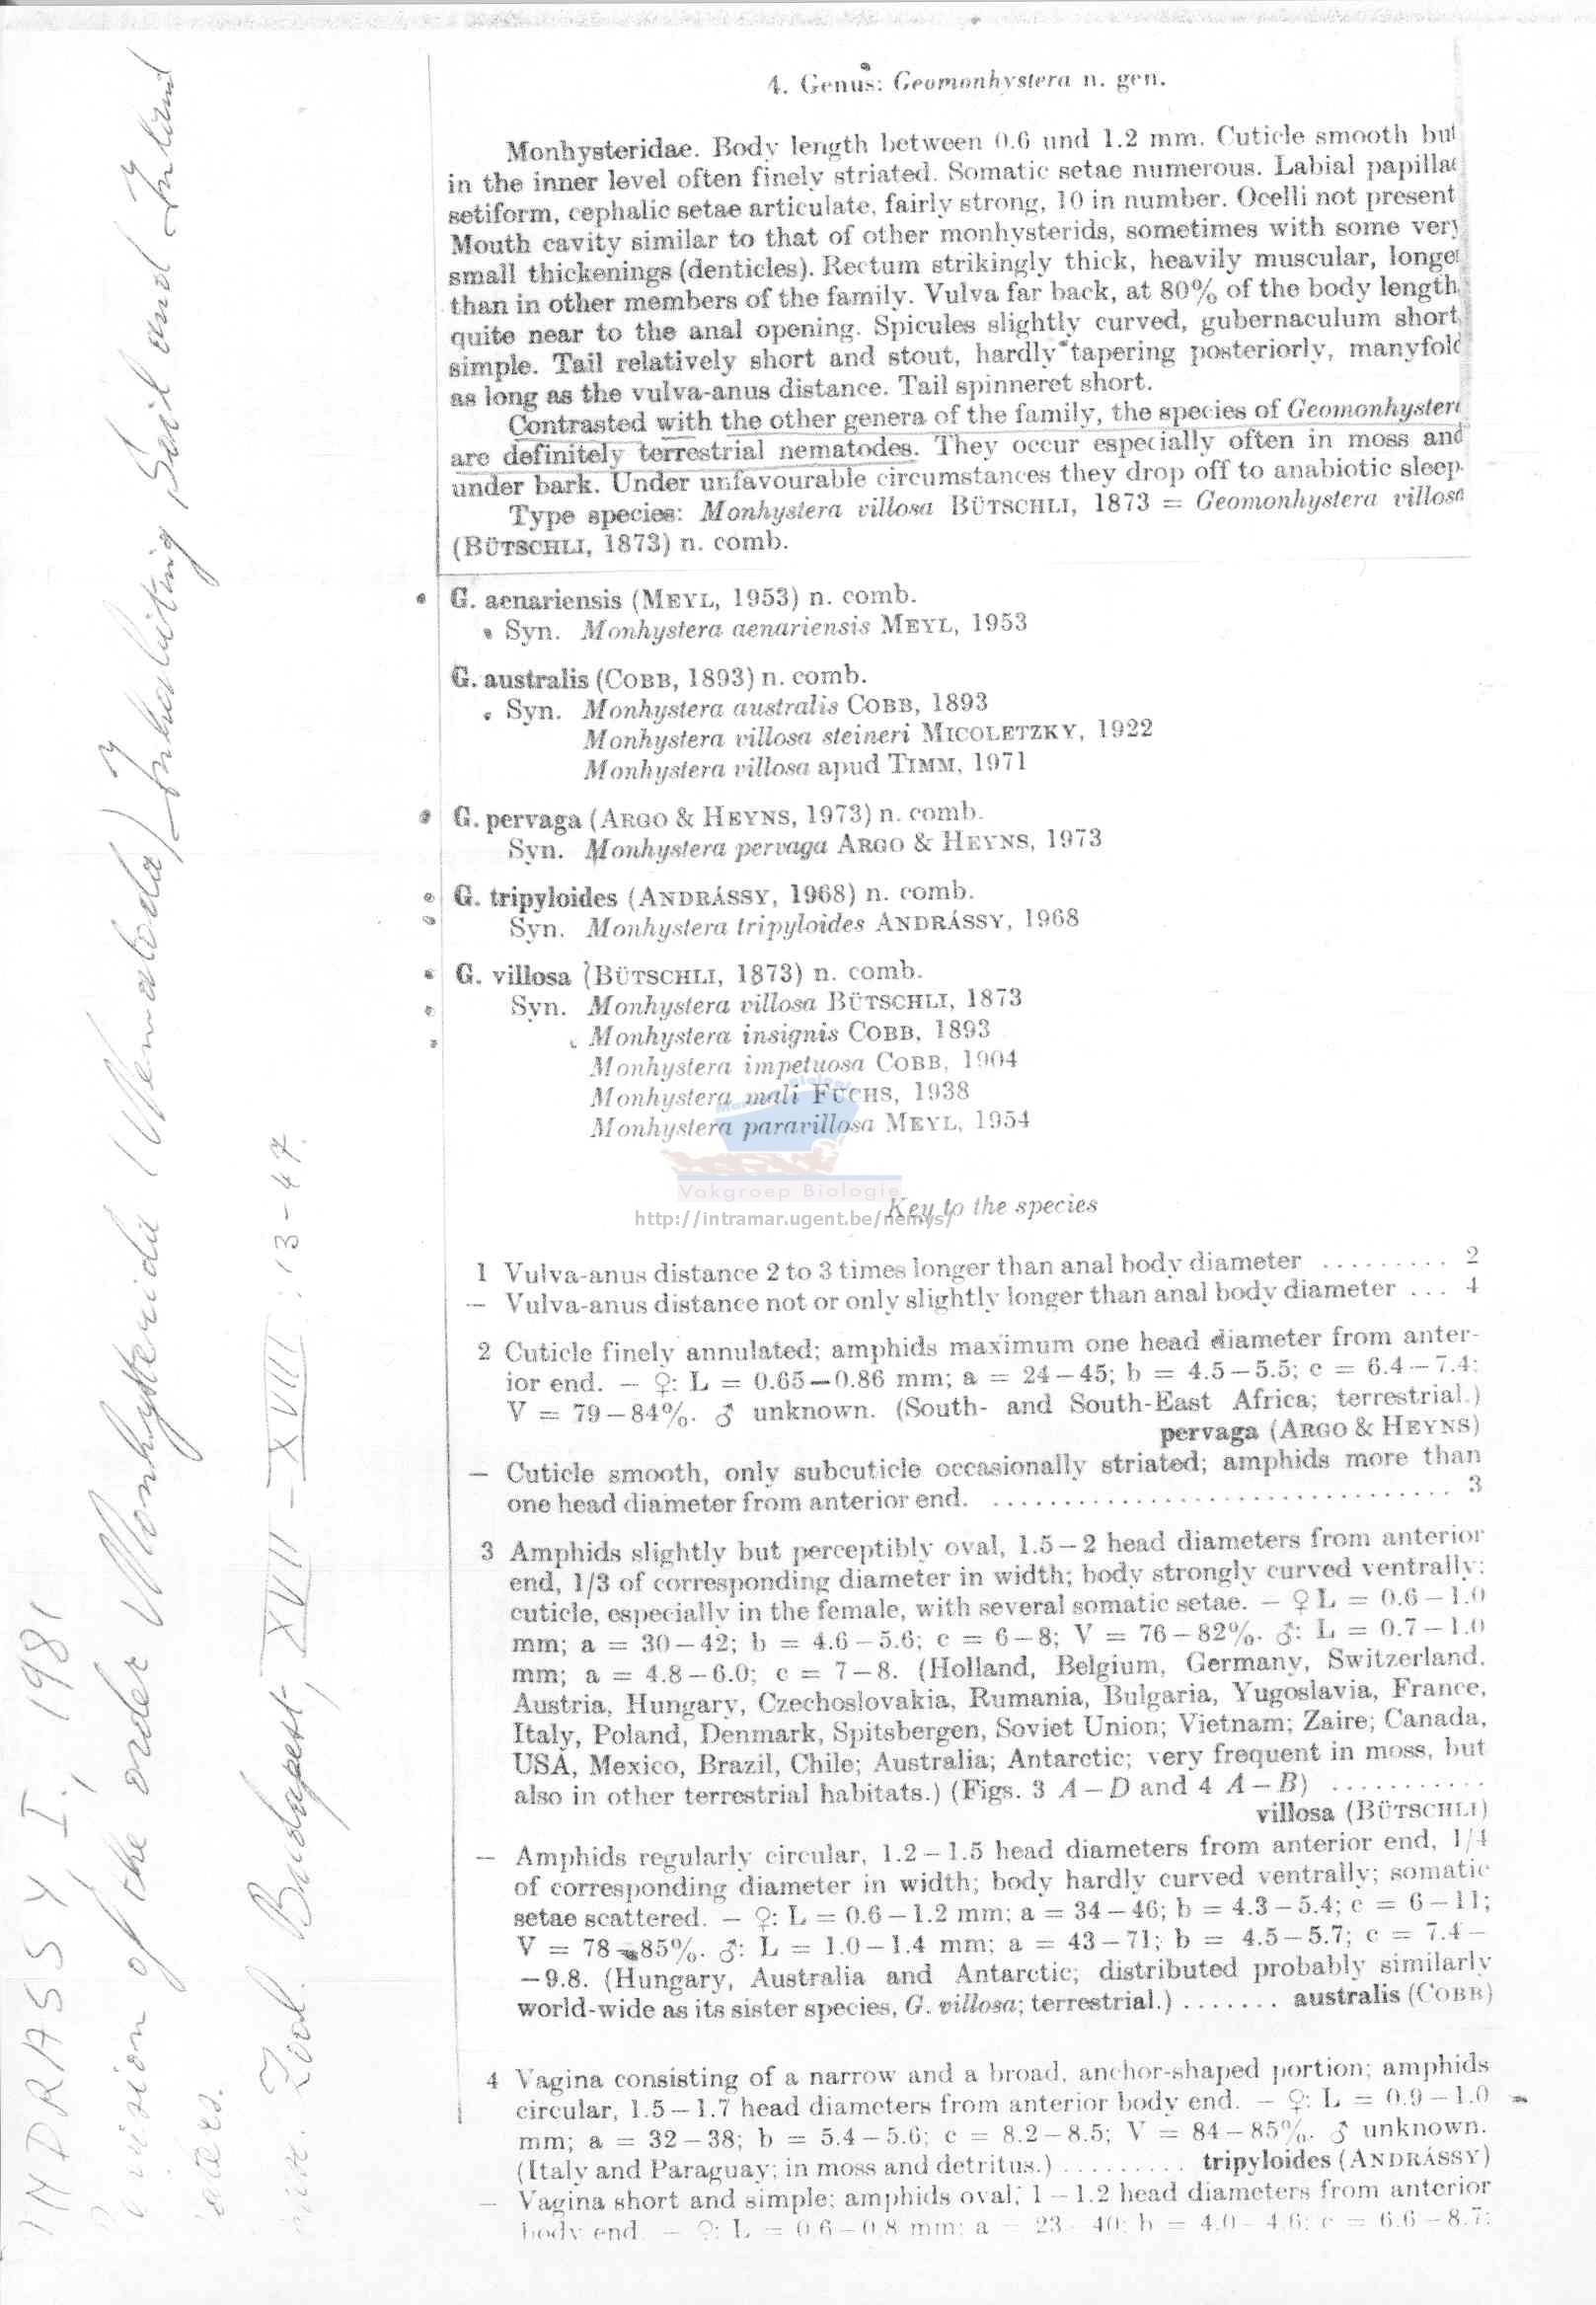 4. Genus: Geomonhystera n. gen.
Monhysteridae. Body length between 0.6 und 1.2 mm. Cuticle smooth but
in the inner level often finely striated. Somatic setae numerous. Labial papillae
setiform, cephalic setae articulate, fairly strong, 10 in number. Ocelli not present
Mouth cavity similar to that of other monhysterids, sometimes with some very
small thickenings (denticles). Rectum strikingly thick, heavily muscular, longer
than in other members of the family. Vulva far back, at 80% of the body length,
quite near to the anal opening. Spicules slightly curved, gubernaculum short,
simple. Tail relatively short and stout, hardly tapering posteriorly, manyfold
as long as the vulva-anus distance. Tail spinneret short.
Contrasted with the other genera of the family, the species of Geomonhystera
are definitely terrestrial nematodes. They occur especially often in moss and
under bark. Under unfavourable circumstances they drop off to anabiotic sleep.
Type species: Monhystera villosa BÜTSCHLI, 1873 = Geomonhystera villosa
(BÜTSCHLI, 1873) n. comb.
G. aenariensis (MEYL, 1953) n. comb.
Syn. Monhystera aenariensis MEYL, 1953
G. australis (COBB, 1893) n. comb.
Syn. Monhystera australis COBB, 1893
Monhystera villosa steineri MICOLETZKY, 1922
Monhystera villosa apud TIMM, 1971
G. pervaga (ARGO & HEYNS, 1973) n. comb.
Syn. Monhystera pervaga ARGO & HEYNS, 1973
G. tripyloides (ANDRÁSSY, 1968) n. comb.
Syn. Monhystera tripyloides ANDRÁSSY, 1968
G. villosa (BÜTSCHLI, 1873) n. comb.
Syn. Monhystera villosa BÜTSCHLI, 1873
Monhystera insignis COBB, 1893
Monhystera impetuosa COBB, 1904
Monhystera mali FUCHS, 1938
Monhystera paravillosa MEYL, 1954
Vakgroep Biologie
Key to the species
http://intramar.ugent.be/nemys/
1 Vulva-anus distance 2 to 3 times longer than anal body diameter ......... 2
— Vulva-anus distance not or only slightly longer than anal body diameter ... 4
2 Cuticle finely annulated; amphids maximum one head diameter from anter-
ior end. — ♀: L = 0.65—0.86 mm; a = 24—45; b = 4.5—5.5; c = 6.4—7.4;
V = 79—84%. ♂ unknown. (South- and South-East Africa; terrestrial.)
pervaga (ARGO & HEYNS)
— Cuticle smooth, only subcuticle occasionally striated; amphids more than
one head diameter from anterior end. ................................ 3
3 Amphids slightly but perceptibly oval, 1.5—2 head diameters from anterior
end, 1/3 of corresponding diameter in width; body strongly curved ventrally;
cuticle, especially in the female, with several somatic setae. — ♀ L = 0.6—1.0
mm; a = 30—42; b = 4.6—5.6; c = 6—8; V = 76—82%. ♂: L = 0.7—1.0
mm; a = 4.8—6.0; c = 7—8. (Holland, Belgium, Germany, Switzerland,
Austria, Hungary, Czechoslovakia, Rumania, Bulgaria, Yugoslavia, France,
Italy, Poland, Denmark, Spitsbergen, Soviet Union; Vietnam; Zaire; Canada,
USA, Mexico, Brazil, Chile; Australia; Antarctic; very frequent in moss, but
also in other terrestrial habitats.) (Figs. 3 A—D and 4 A—B) ...........
villosa (BÜTSCHLI)
— Amphids regularly circular, 1.2—1.5 head diameters from anterior end, 1/4
of corresponding diameter in width; body hardly curved ventrally; somatic
setae scattered. — ♀: L = 0.6—1.2 mm; a = 34—46; b = 4.3—5.4; c = 6—11;
V = 78—85%. ♂: L = 1.0—1.4 mm; a = 43—71; b = 4.5—5.7; c = 7.4—
—9.8. (Hungary, Australia and Antarctic; distributed probably similarly
world-wide as its sister species, G. villosa; terrestrial.) ....... australis (COBB)
4 Vagina consisting of a narrow and a broad, anchor-shaped portion; amphids
circular, 1.5—1.7 head diameters from anterior body end. — ♀: L = 0.9—1.0
mm; a = 32—38; b = 5.4—5.6; c = 8.2—8.5; V = 84—85%. ♂ unknown.
(Italy and Paraguay; in moss and detritus.) ......... tripyloides (ANDRÁSSY)
— Vagina short and simple; amphids oval, 1—1.2 head diameters from anterior
body end. — ♀: L = 0.6—0.8 mm; a = 23—40; b = 4.0—4.6; c = 6.6—8.7;
NDRASSY I., 1981
of the order Monhysterida (Nematoda) Inhabiting Soil and Inland
Zool. Budapest, XVII-XVIII: 13-47.